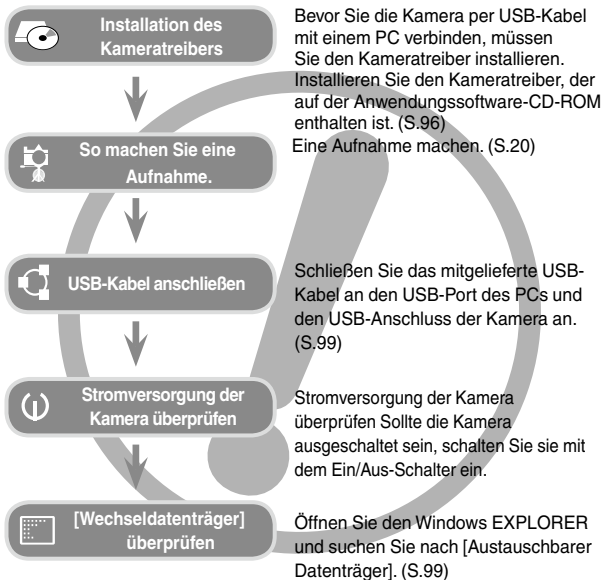 Installation des
Kameratreibers
Bevor Sie die Kamera per USB-Kabel
mit einem PC verbinden, müssen
Sie den Kameratreiber installieren.
Installieren Sie den Kameratreiber, der
auf der Anwendungssoftware-CD-ROM
enthalten ist. (S.96)
So machen Sie eine
Aufnahme.
Eine Aufnahme machen. (S.20)
USB-Kabel anschließen
Schließen Sie das mitgelieferte USB-
Kabel an den USB-Port des PCs und
den USB-Anschluss der Kamera an.
(S.99)
Stromversorgung der
Kamera überprüfen
Stromversorgung der Kamera
überprüfen Sollte die Kamera
ausgeschaltet sein, schalten Sie sie mit
dem Ein/Aus-Schalter ein.
[Wechseldatenträger]
überprüfen
Öffnen Sie den Windows EXPLORER
und suchen Sie nach [Austauschbarer
Datenträger]. (S.99)